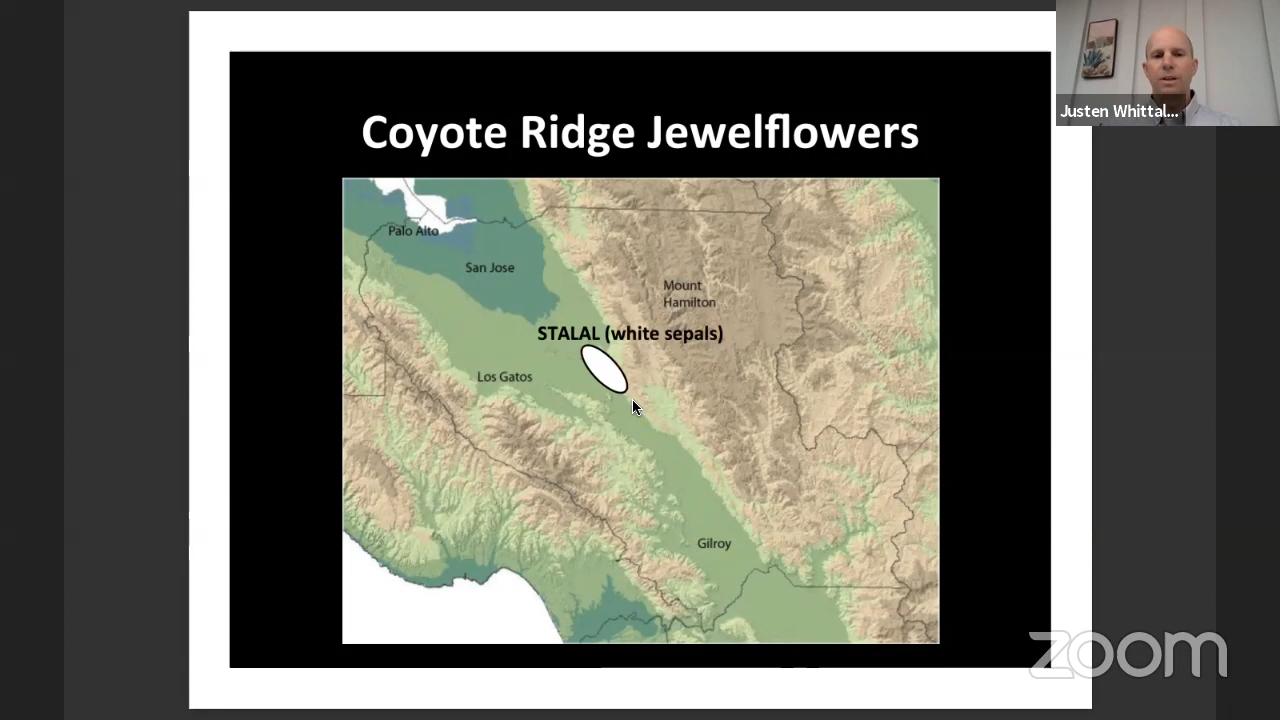 Coyote Ridge Jewelflowers
Justen Whittal...
Palo Alto
San Jose
Mount
Hamilton
STALAL (white sepals)
Los Gatos
Gilroy
zoom